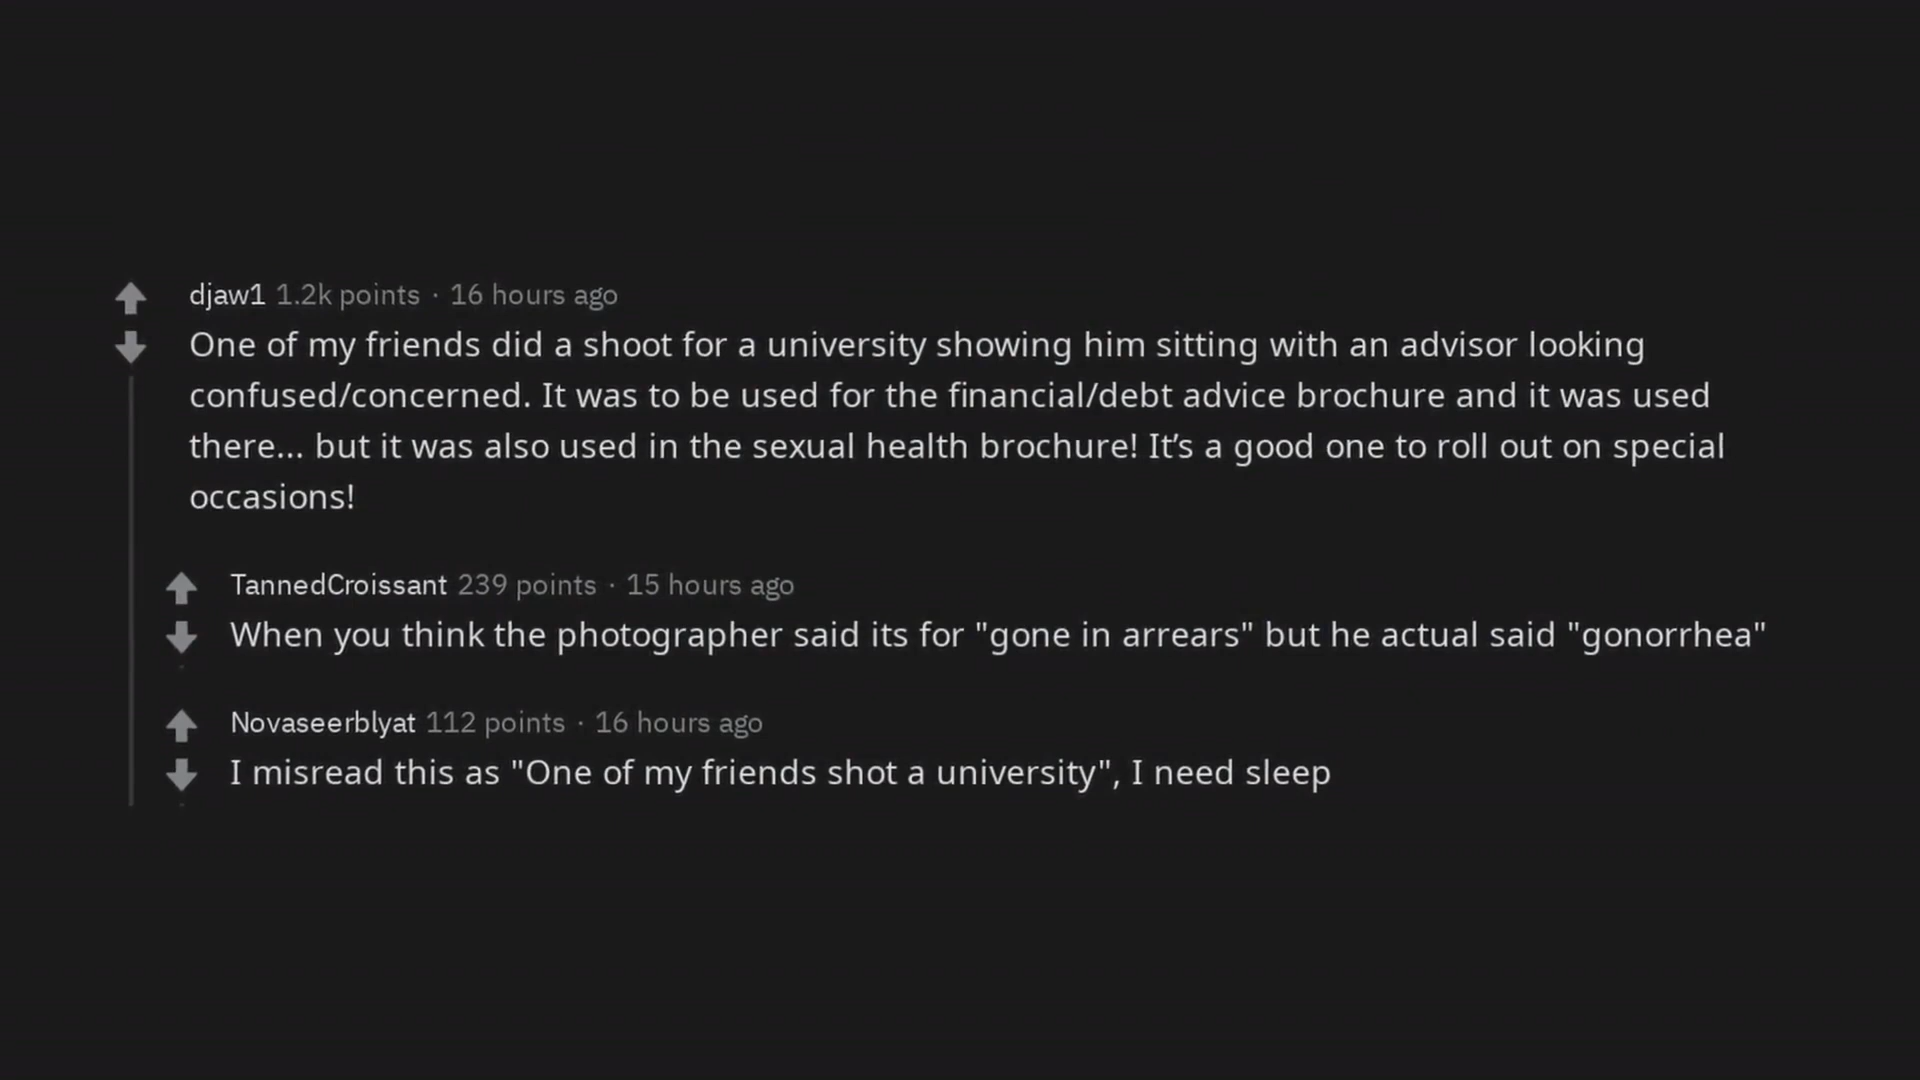 djaw1 1.2k points · 16 hours ago
One of my friends did a shoot for a university showing him sitting with an advisor looking
confused/concerned. It was to be used for the financial/debt advice brochure and it was used
there... but it was also used in the sexual health brochure! It’s a good one to roll out on special
occasions!
TannedCroissant 239 points · 15 hours ago
When you think the photographer said its for "gone in arrears" but he actual said "gonorrhea"
Novaseerblyat 112 points · 16 hours ago
I misread this as "One of my friends shot a university", I need sleep